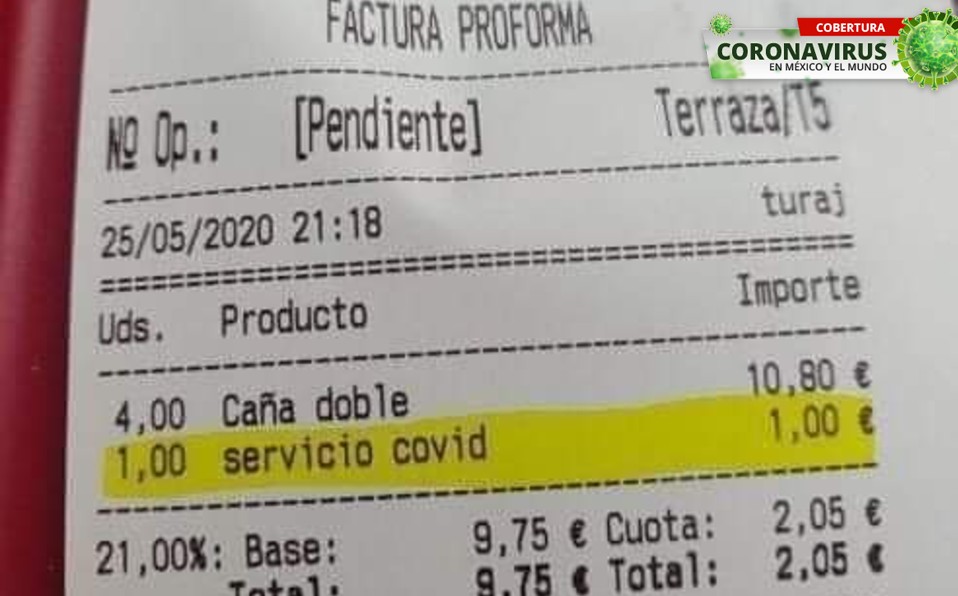 FACTURA PROFORMA
COBERTURA
CORONAVIRUS
EN MÉXICO Y EL MUNDO
Nº Op.: [Pendiente] Terraza/T5
25/05/2020 21:18 turaj
Uds. Producto Importe
4,00 Caña doble 10,80 €
1,00 servicio covid 1,00 €
21,00%: Base: 9,75 € Cuota: 2,05 €
Total: 9,75 € Total: 2,05 €